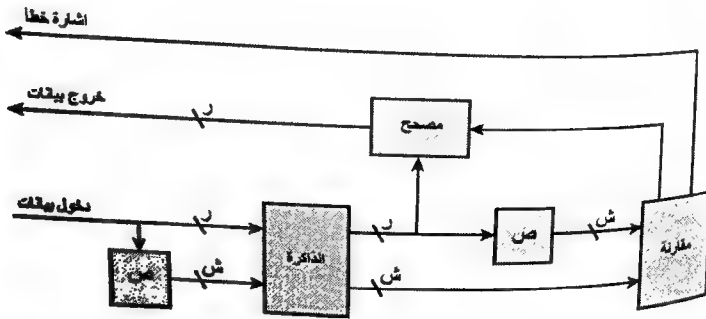 اشارة خطأ
خروج بيانات
ر
مصحح
دخول بيانات
ر
الذاكرة
ر
ص
ش
مقارنة
ص
ش
ش